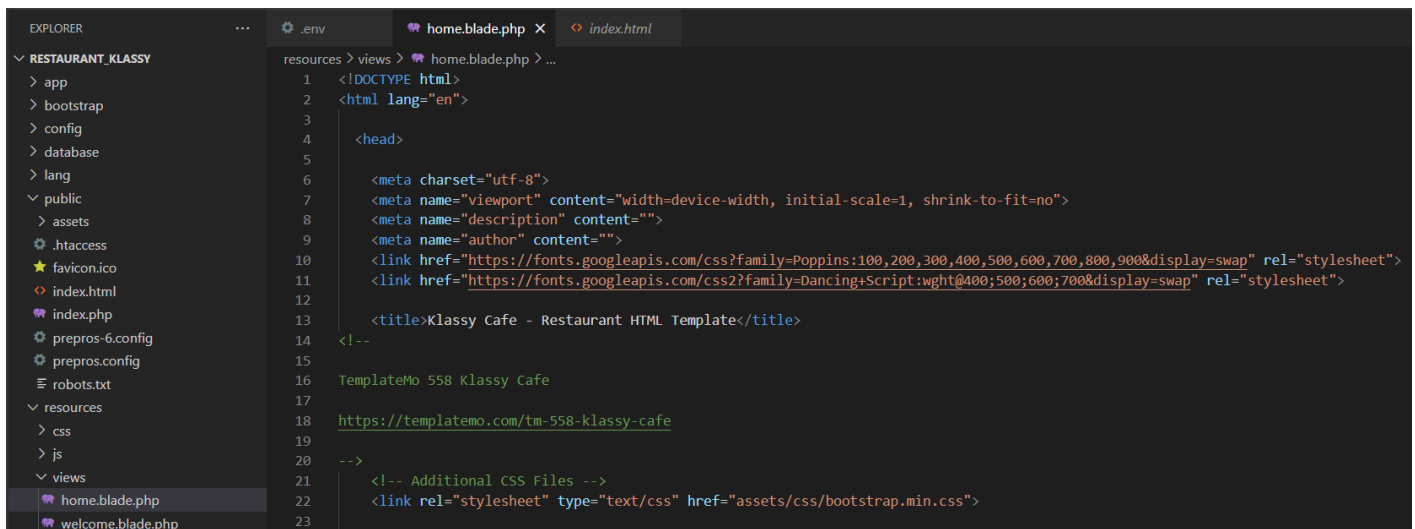 EXPLORER ...
RESTAURANT_KLASSY
> app
> bootstrap
> config
> database
> lang
public
> assets
.htaccess
favicon.ico
<> index.html
index.php
prepros-6.config
prepros.config
robots.txt
resources
> css
> js
views
home.blade.php
welcome.blade.php
.env home.blade.php X <> index.html
resources > views > home.blade.php > ...
1 <!DOCTYPE html>
2 <html lang="en">
3
4 <head>
5
6 <meta charset="utf-8">
7 <meta name="viewport" content="width=device-width, initial-scale=1, shrink-to-fit=no">
8 <meta name="description" content="">
9 <meta name="author" content="">
10 <link href="https://fonts.googleapis.com/css?family=Poppins:100,200,300,400,500,600,700,800,900&display=swap" rel="stylesheet">
11 <link href="https://fonts.googleapis.com/css2?family=Dancing+Script:wght@400;500;600;700&display=swap" rel="stylesheet">
12
13 <title>Klassy Cafe - Restaurant HTML Template</title>
14 <!--
15
16 TemplateMo 558 Klassy Cafe
17
18 https://templatemo.com/tm-558-klassy-cafe
19
20 -->
21 <!-- Additional CSS Files -->
22 <link rel="stylesheet" type="text/css" href="assets/css/bootstrap.min.css">
23